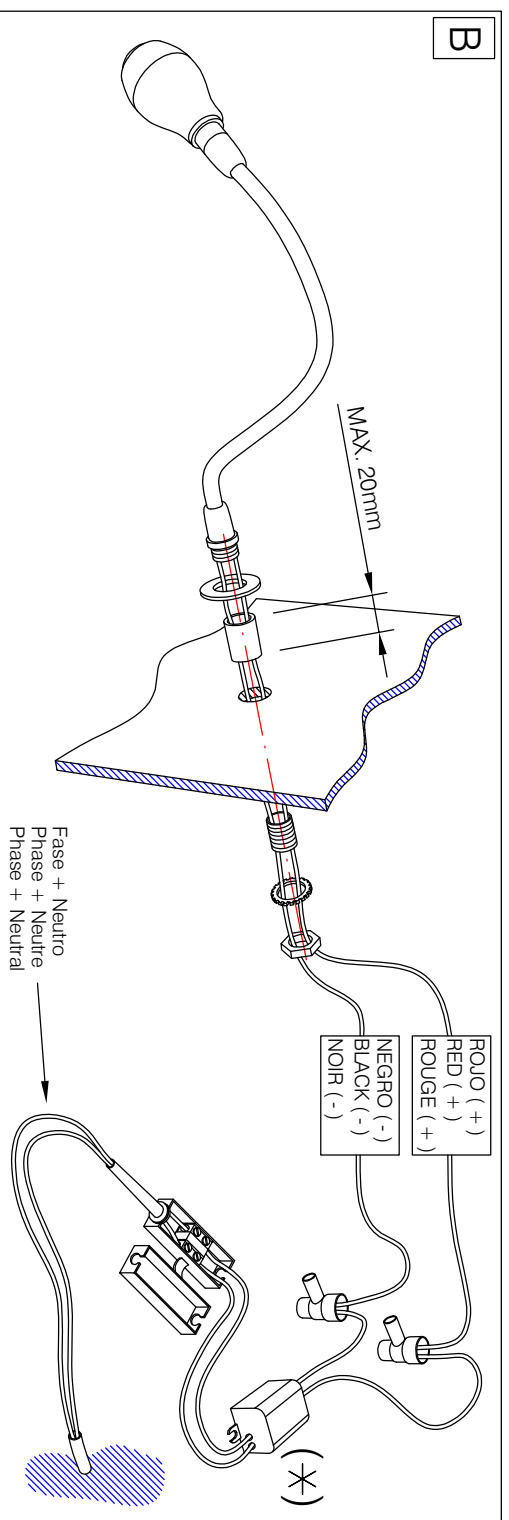 B
MAX. 20mm
ROJO (+)
RED (+)
ROUGE (+)
NEGRO (-)
BLACK (-)
NOIR (-)
Fase + Neutro
Phase + Neutre
Phase + Neutral
(*)